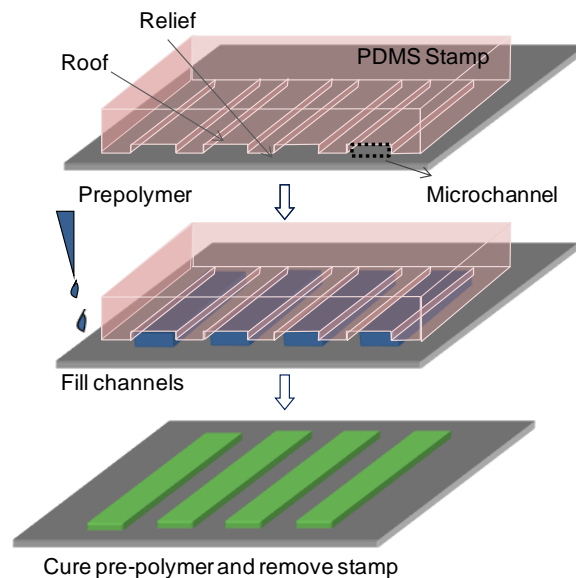 Relief
Roof
PDMS Stamp
Prepolymer
Microchannel
Fill channels
Cure pre-polymer and remove stamp